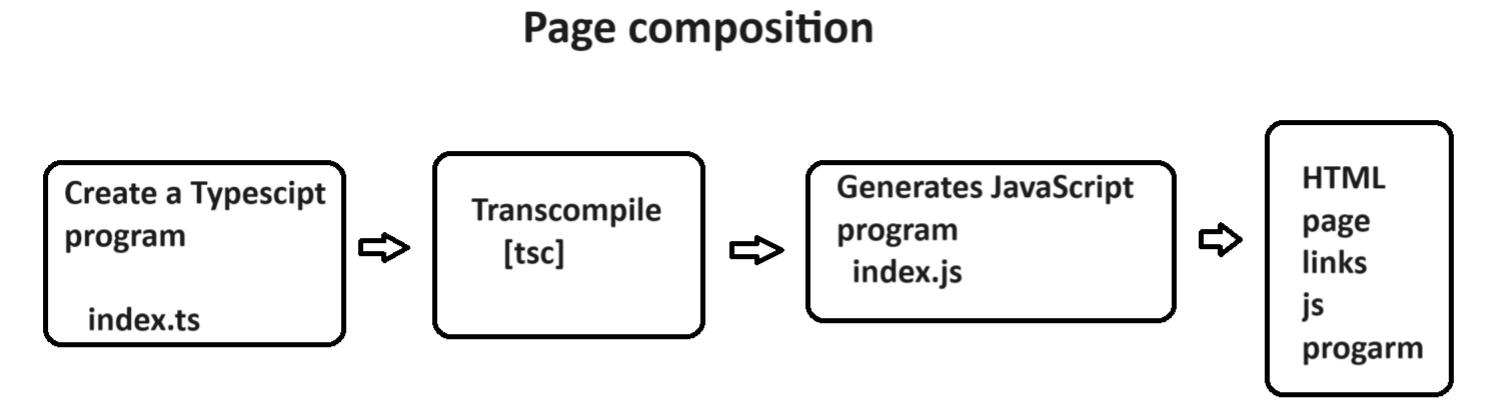 Page composition
Create a Typescipt
program
index.ts
Transcompile
[tsc]
Generates JavaScript
program
index.js
HTML
page
links
js
progarm